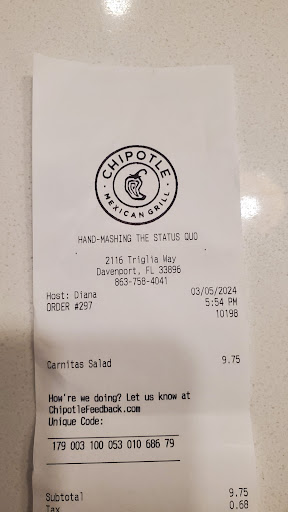 CHIPOTLE
MEXICAN GRILL
HAND-MASHING THE STATUS QUO
2116 Triglia Way
Davenport, FL 33896
863-758-4041
Host: Diana 03/05/2024
ORDER #297 5:54 PM
10198
Carnitas Salad 9.75
How're we doing? Let us know at
ChipotleFeedback.com
Unique Code:
179 003 100 053 010 686 79
Subtotal 9.75
Tax 0.68